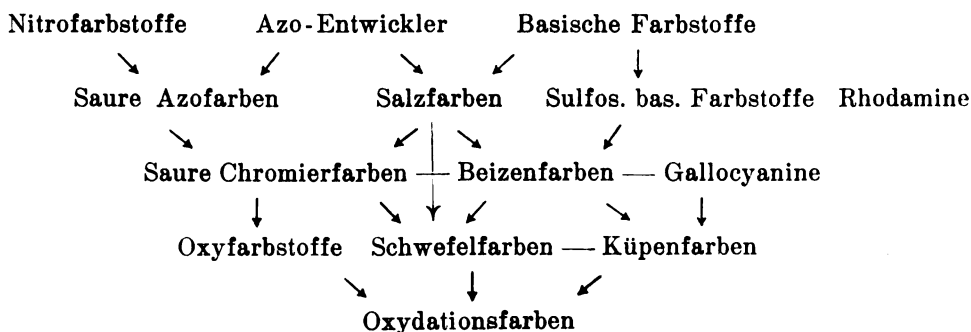 Nitrofarbstoffe Azo-Entwickler Basische Farbstoffe
Saure Azofarben Salzfarben Sulfos. bas. Farbstoffe Rhodamine
Saure Chromierfarben — Beizenfarben — Gallocyanine
Oxyfarbstoffe Schwefelfarben — Küpenfarben
Oxydationsfarben